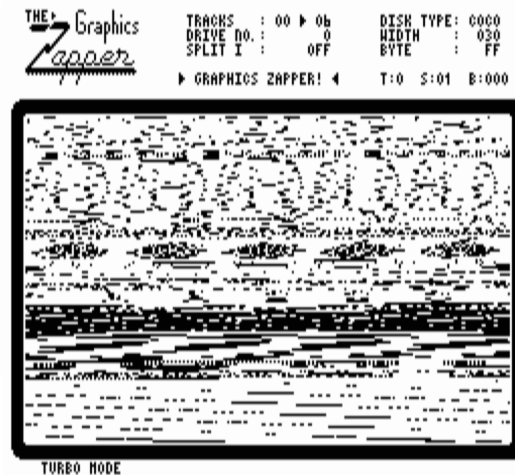 THE Graphics Zapper
TRACKS : 00 ▶ 06
DRIVE NO. : 0
SPLIT I : OFF
DISK TYPE: COCO
WIDTH : 030
BYTE : FF
▶ GRAPHICS ZAPPER! ◀
T:0 S:01 B:000
TURBO MODE